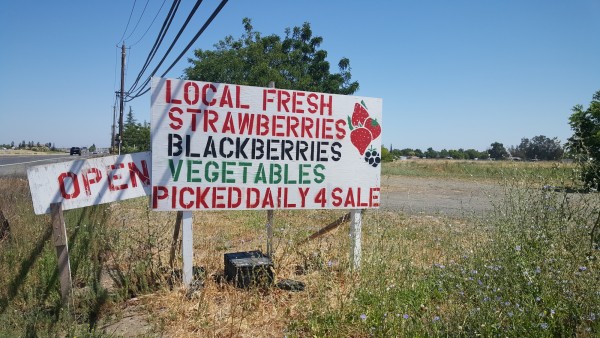 OPEN
LOCAL FRESH
STRAWBERRIES
BLACKBERRIES
VEGETABLES
PICKED DAILY 4 SALE